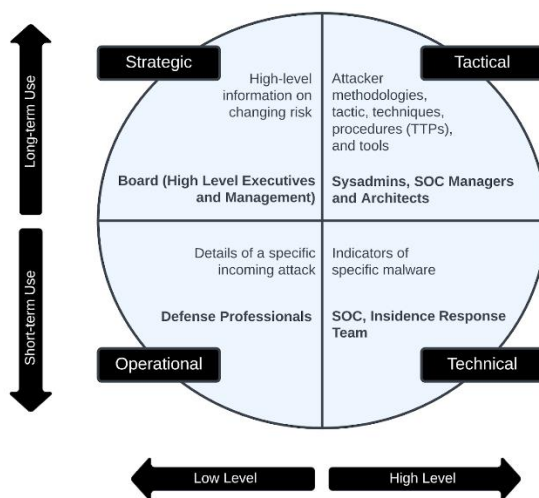 Strategic
Tactical
High-level
information on
changing risk
Attacker
methodologies,
tactic, techniques,
procedures (TTPs),
and tools
Board (High Level Executives
and Management)
Sysadmins, SOC Managers
and Architects
Long-term Use
Details of a specific
incoming attack
Indicators of
specific malware
Defense Professionals
SOC, Insidence Response
Team
Short-term Use
Operational
Technical
Low Level
High Level